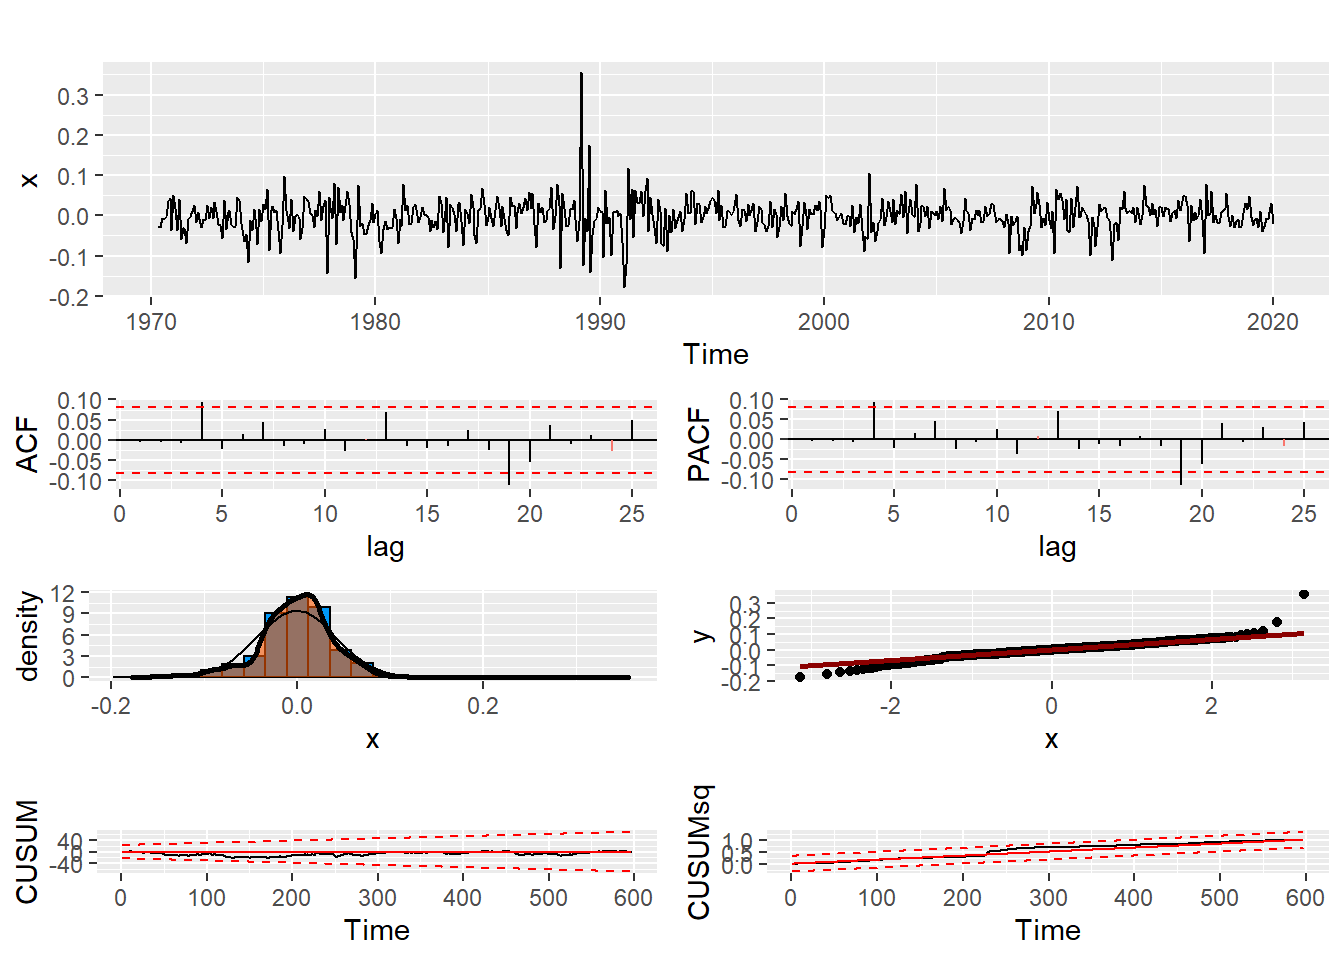 x
0.3
0.2
0.1
0.0
-0.1
-0.2
1970 1980 1990 2000 2010 2020
Time
ACF
0.10
0.05
0.00
-0.05
-0.10
0 5 10 15 20 25
lag
PACF
0.10
0.05
0.00
-0.05
-0.10
0 5 10 15 20 25
lag
density
12
9
6
3
0
-0.2 0.0 0.2
x
y
0.3
0.2
0.1
0.0
-0.1
-0.2
-2 0 2
x
CUSUM
40
0
-40
0 100 200 300 400 500 600
Time
CUSUMsq
1.0
0.5
0.0
0 100 200 300 400 500 600
Time